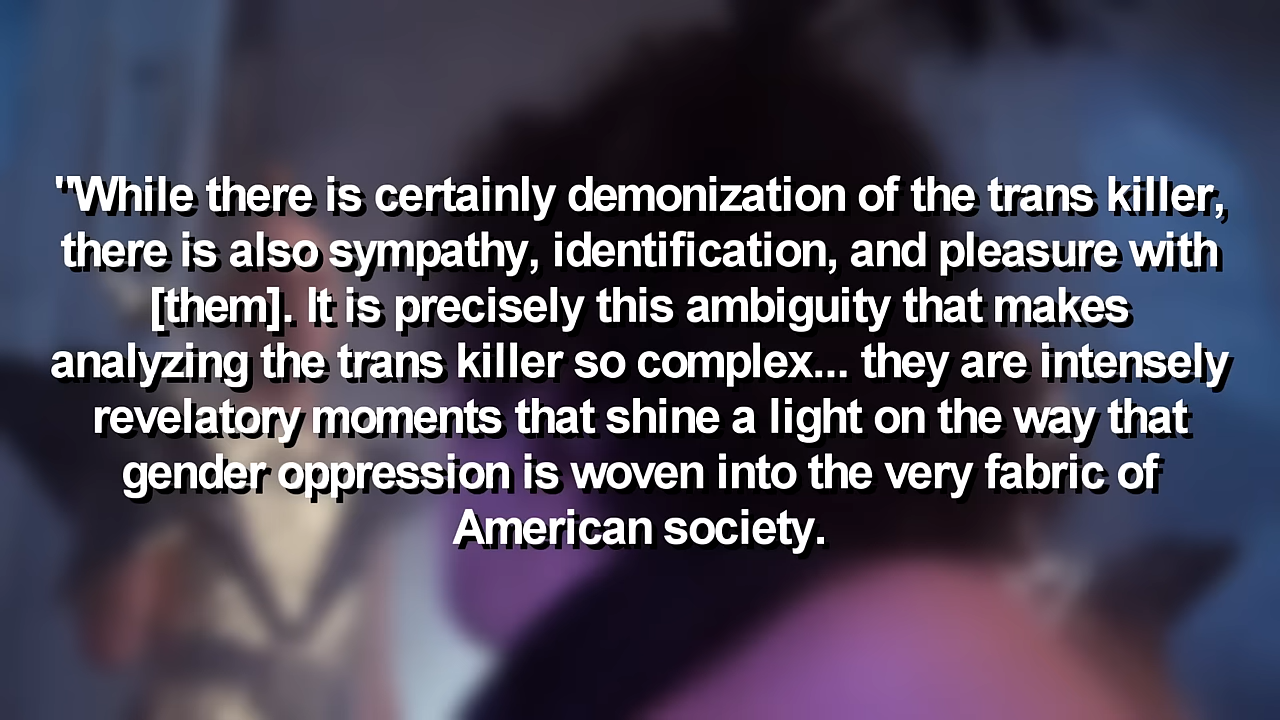 "While there is certainly demonization of the trans killer,
there is also sympathy, identification, and pleasure with
[them]. It is precisely this ambiguity that makes
analyzing the trans killer so complex... they are intensely
revelatory moments that shine a light on the way that
gender oppression is woven into the very fabric of
American society.